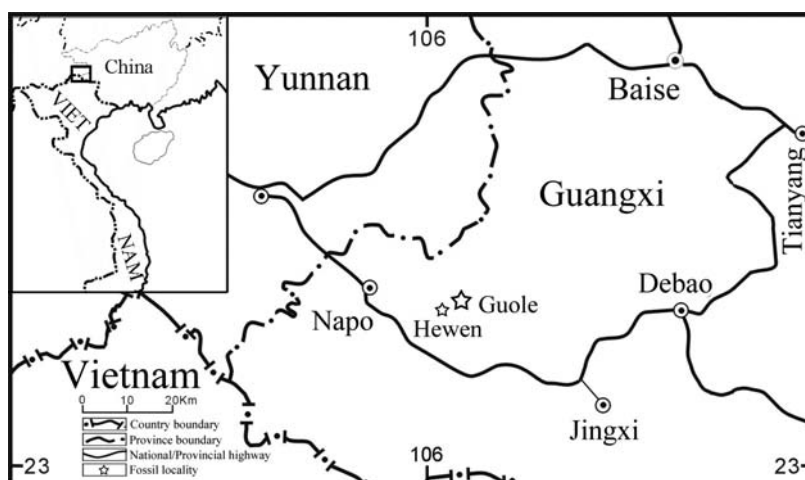 106
China
Yunnan
Baise
VIET
NAM
Guangxi
Tianyang
Debao
Guole
Napo
Hewen
Vietnam
0 10 20Km
Country boundary
Province boundary
National/Provincial highway
Fossil locality
Jingxi
23
106
23